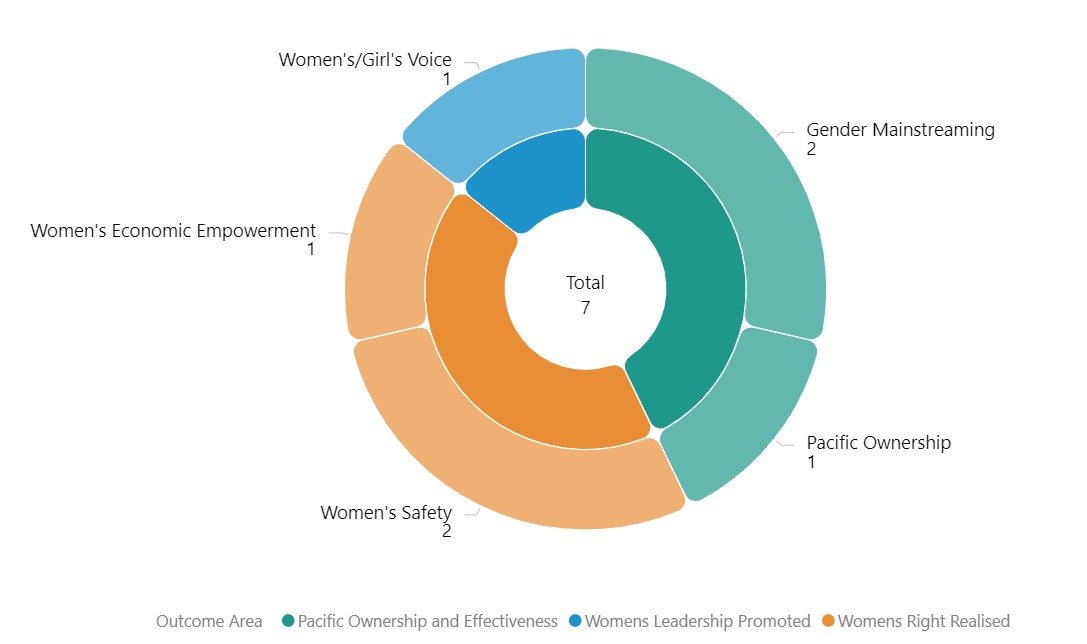 Women's/Girl's Voice
1
Gender Mainstreaming
2
Women's Economic Empowerment
1
Total
7
Pacific Ownership
1
Women's Safety
2
Outcome Area Pacific Ownership and Effectiveness Womens Leadership Promoted Womens Right Realised